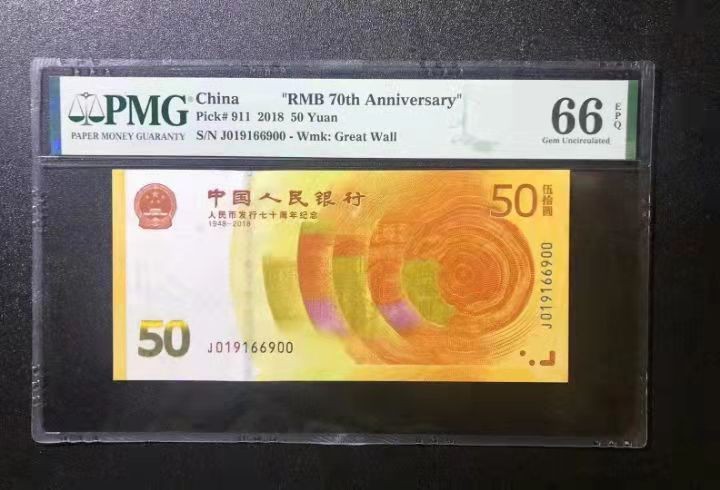 PMG China "RMB 70th Anniversary"
PAPER MONEY GUARANTY
Pick# 911 2018 50 Yuan
S/N J019166900 - Wmk: Great Wall
66 EPQ
Gem Uncirculated
中国人民银行
人民币发行七十周年纪念
1948-2018
50 伍拾圆
J019166900
50 J019166900